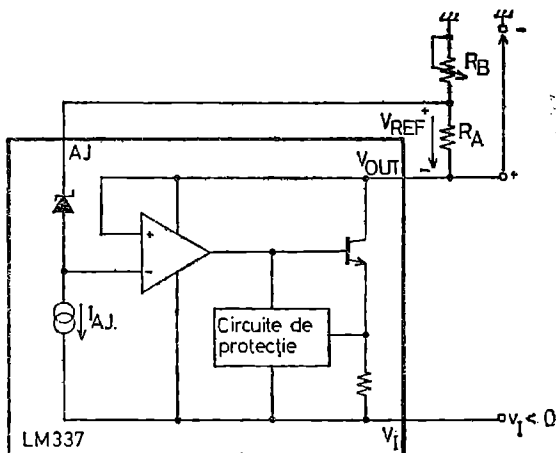 -
R_B
+
V_REF
R_A
-
AJ
V_OUT
+
+
-
I_AJ.
Circuite de
protecție
LM337
V_i
v_I < 0